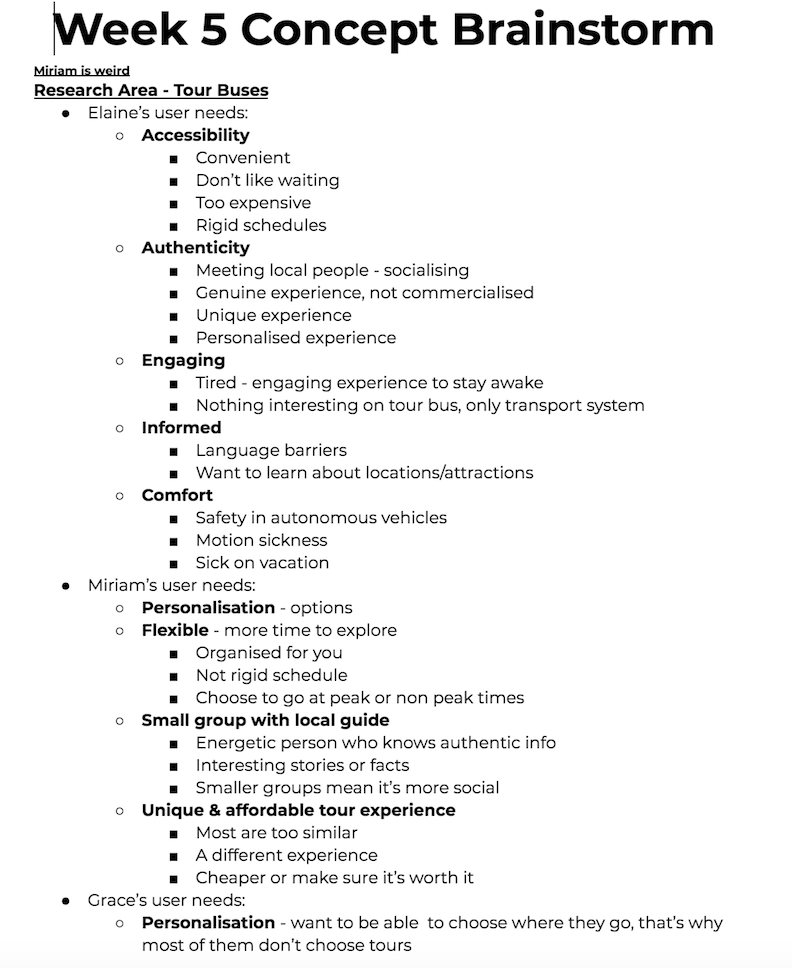 Week 5 Concept Brainstorm
Miriam is weird
Research Area - Tour Buses
● Elaine’s user needs:
○ Accessibility
■ Convenient
■ Don’t like waiting
■ Too expensive
■ Rigid schedules
○ Authenticity
■ Meeting local people - socialising
■ Genuine experience, not commercialised
■ Unique experience
■ Personalised experience
○ Engaging
■ Tired - engaging experience to stay awake
■ Nothing interesting on tour bus, only transport system
○ Informed
■ Language barriers
■ Want to learn about locations/attractions
○ Comfort
■ Safety in autonomous vehicles
■ Motion sickness
■ Sick on vacation
● Miriam’s user needs:
○ Personalisation - options
○ Flexible - more time to explore
■ Organised for you
■ Not rigid schedule
■ Choose to go at peak or non peak times
○ Small group with local guide
■ Energetic person who knows authentic info
■ Interesting stories or facts
■ Smaller groups mean it’s more social
○ Unique & affordable tour experience
■ Most are too similar
■ A different experience
■ Cheaper or make sure it’s worth it
● Grace’s user needs:
○ Personalisation - want to be able to choose where they go, that’s why
most of them don’t choose tours